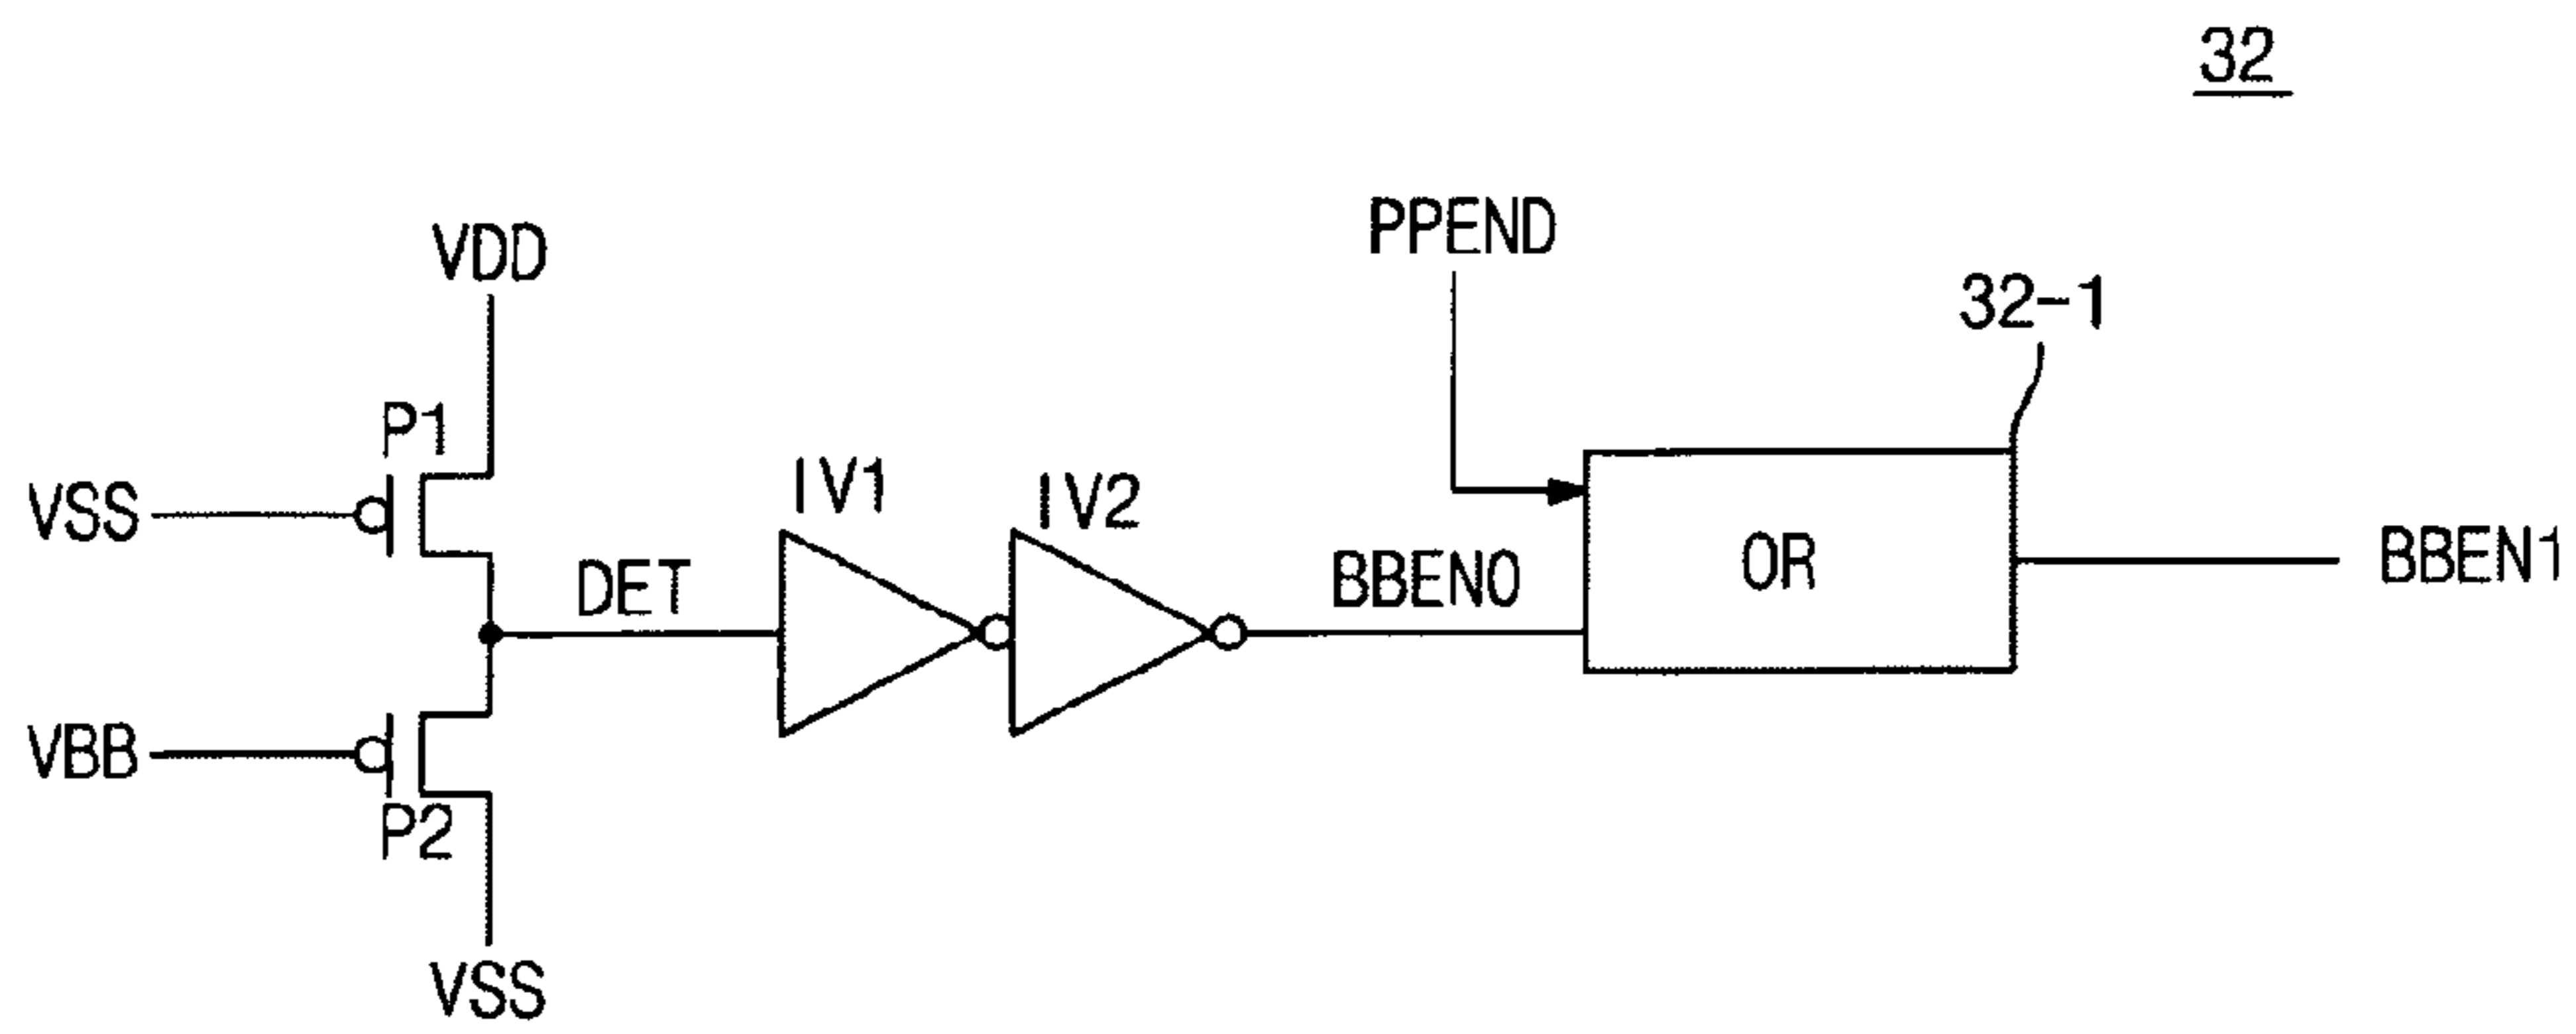 32
PPEND
VDD
32-1
P1
IV1
IV2
VSS
DET
BBEN0
OR
BBEN1
VBB
P2
VSS